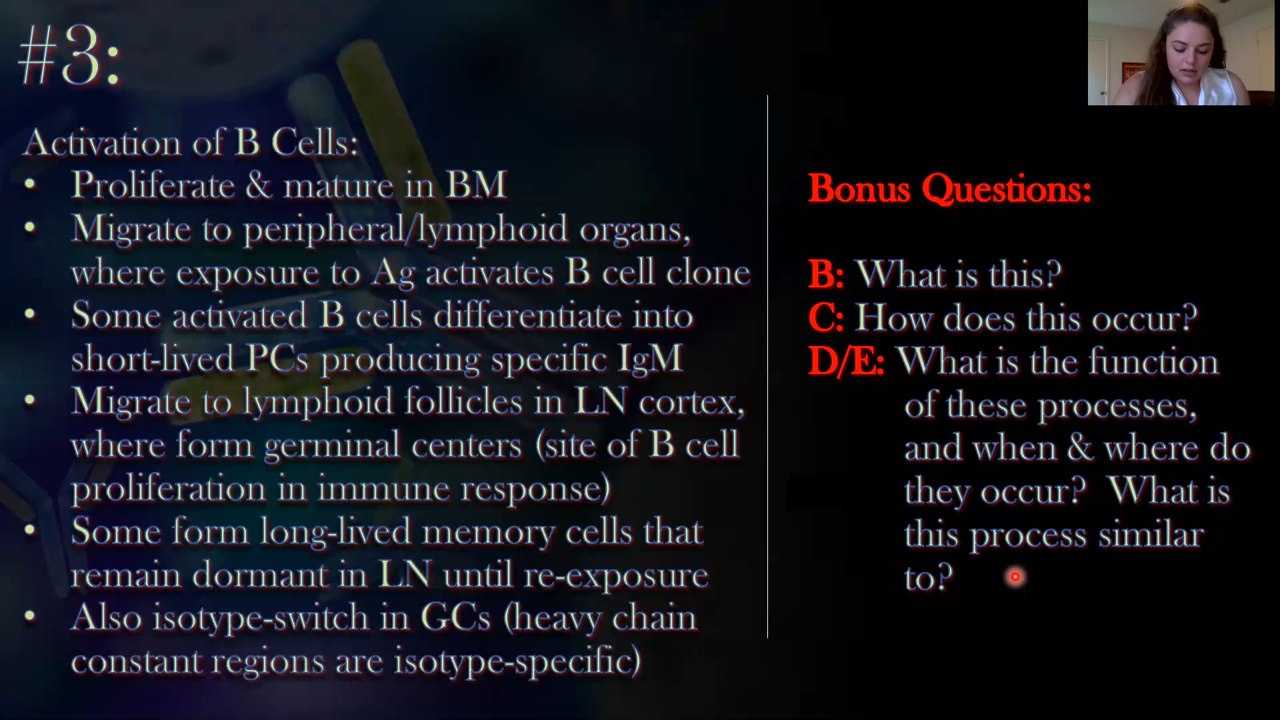 #3:
Activation of B Cells:
• Proliferate & mature in BM
• Migrate to peripheral/lymphoid organs,
where exposure to Ag activates B cell clone
• Some activated B cells differentiate into
short-lived PCs producing specific IgM
• Migrate to lymphoid follicles in LN cortex,
where form germinal centers (site of B cell
proliferation in immune response)
• Some form long-lived memory cells that
remain dormant in LN until re-exposure
• Also isotype-switch in GCs (heavy chain
constant regions are isotype-specific)
Bonus Questions:
B: What is this?
C: How does this occur?
D/E: What is the function
of these processes,
and when & where do
they occur? What is
this process similar
to?